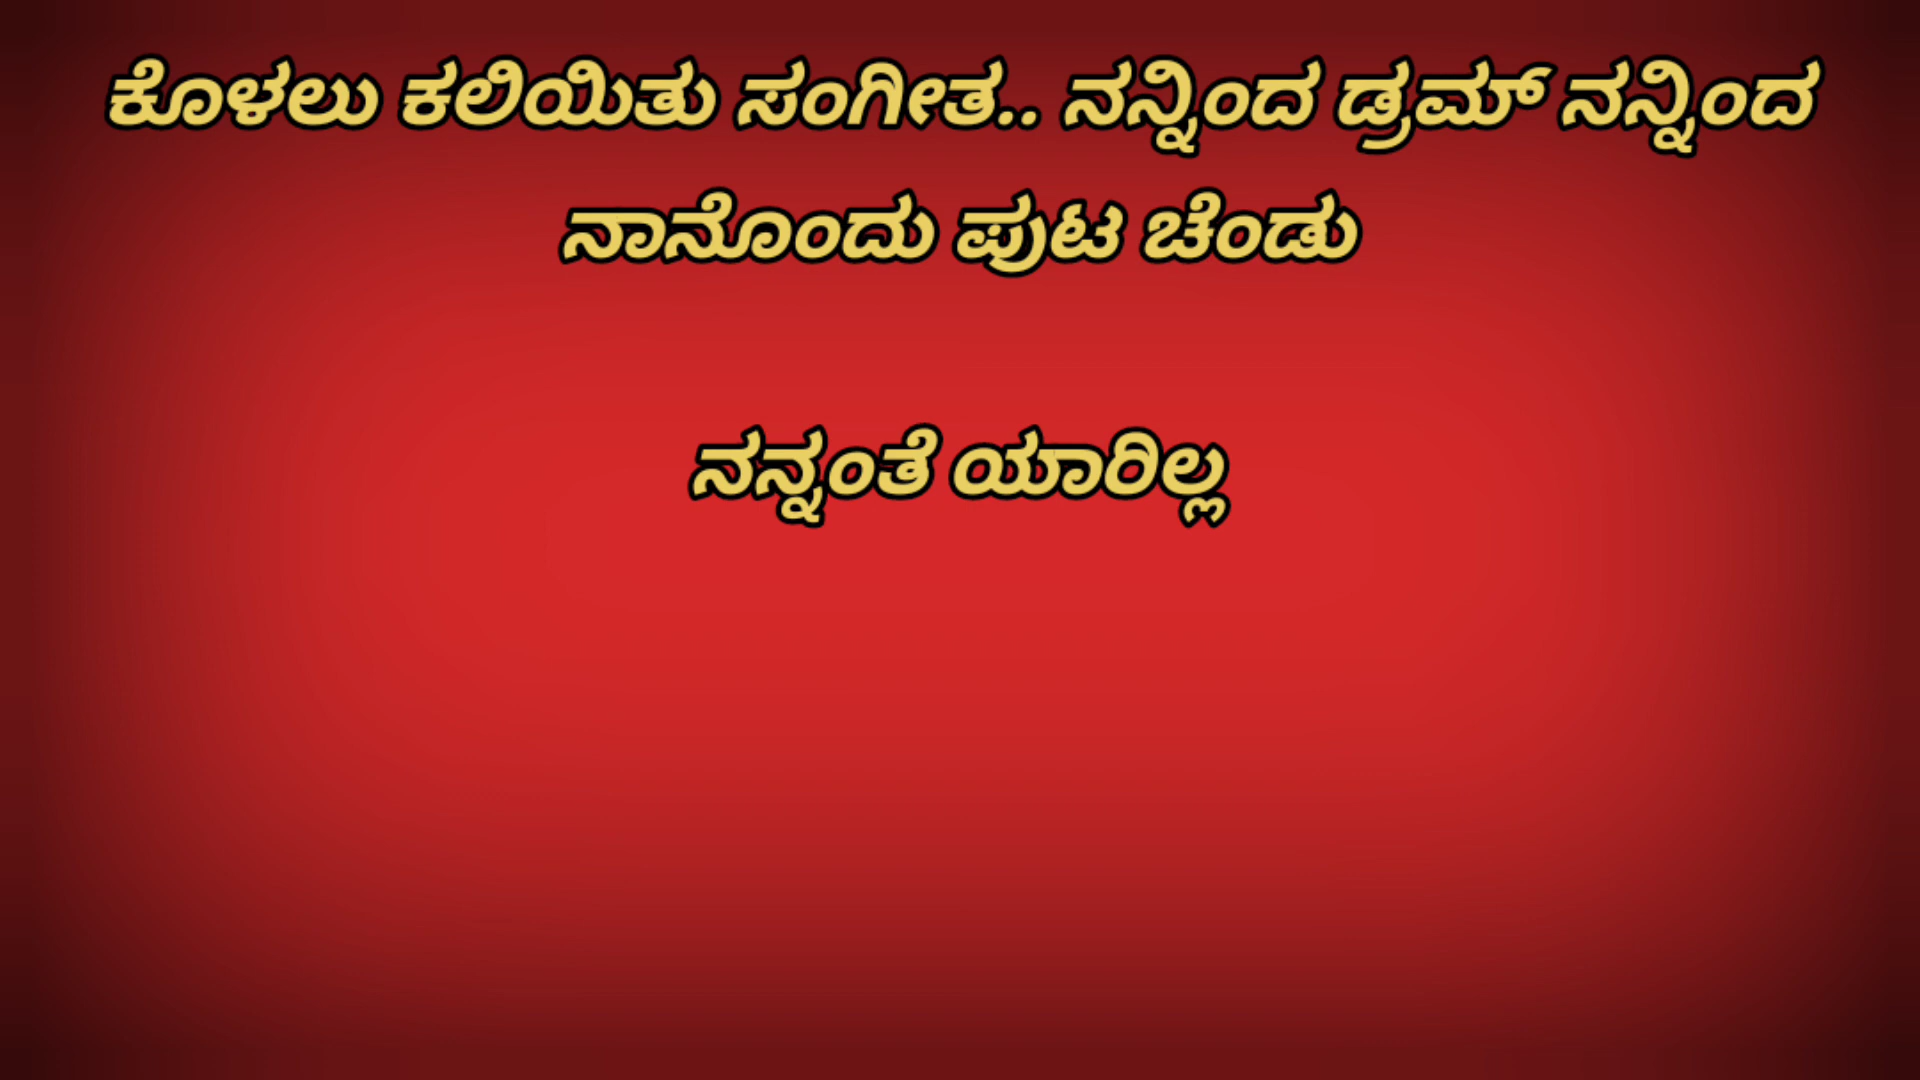 ಕೊಳಲು ಕಲಿಯಿತು ಸಂಗೀತ.. ನನ್ನಿಂದ ಡ್ರಮ್ ನನ್ನಿಂದ
ನಾನೊಂದು ಪುಟ ಚೆಂಡು
ನನ್ನಂತೆ ಯಾರಿಲ್ಲ